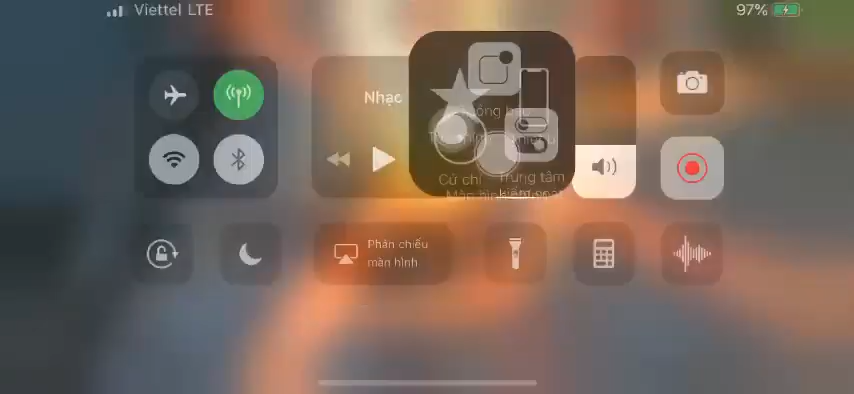 Viettel LTE
97%
Nhạc
Cử chỉ
Trung tâm
Phản chiếu
màn hình